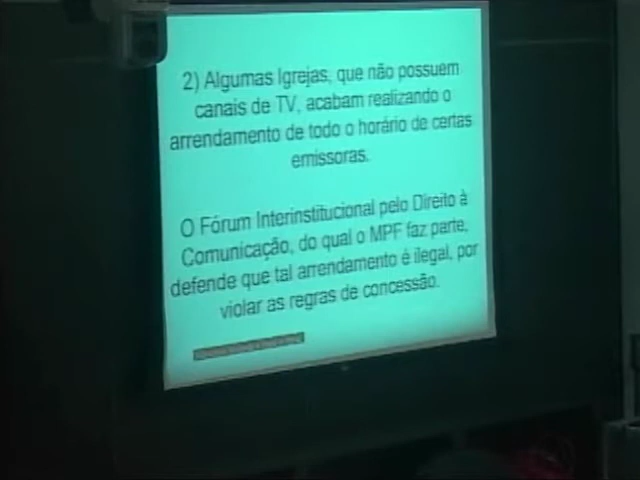 2) Algumas Igrejas, que não possuem
canais de TV, acabam realizando o
arrendamento de todo o horário de certas
emissoras.
O Fórum Interinstitucional pelo Direito à
Comunicação, do qual o MPF faz parte,
defende que tal arrendamento é ilegal, por
violar as regras de concessão.